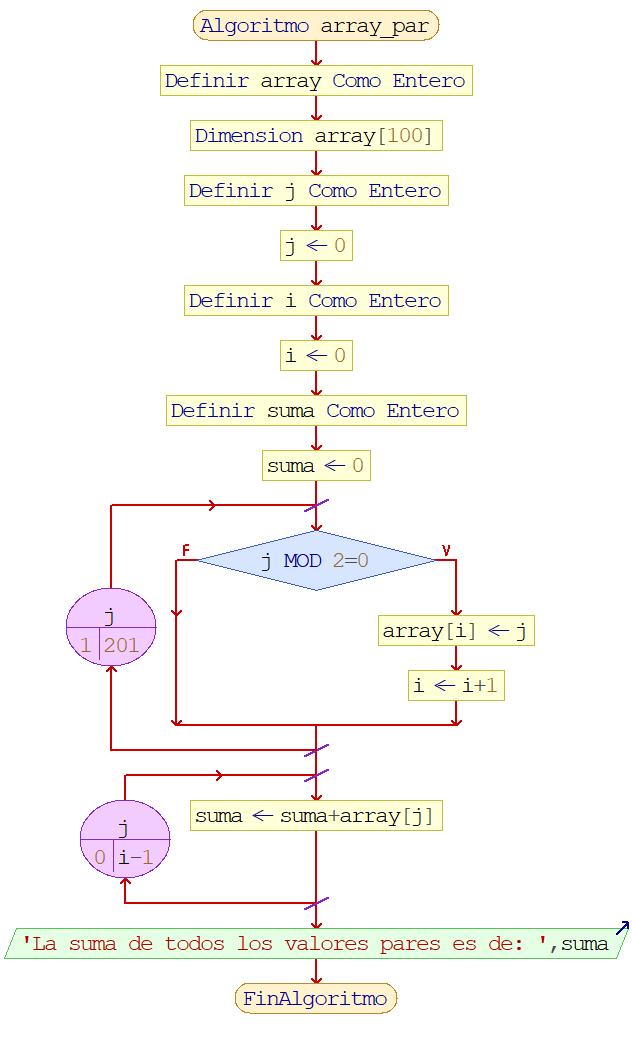 Algoritmo array_par
Definir array Como Entero
Dimension array[100]
Definir j Como Entero
j ← 0
Definir i Como Entero
i ← 0
Definir suma Como Entero
suma ← 0
F
V
j MOD 2=0
j
1 201
array[i] ← j
i ← i+1
j
0 i-1
suma ← suma+array[j]
'La suma de todos los valores pares es de: ',suma
FinAlgoritmo